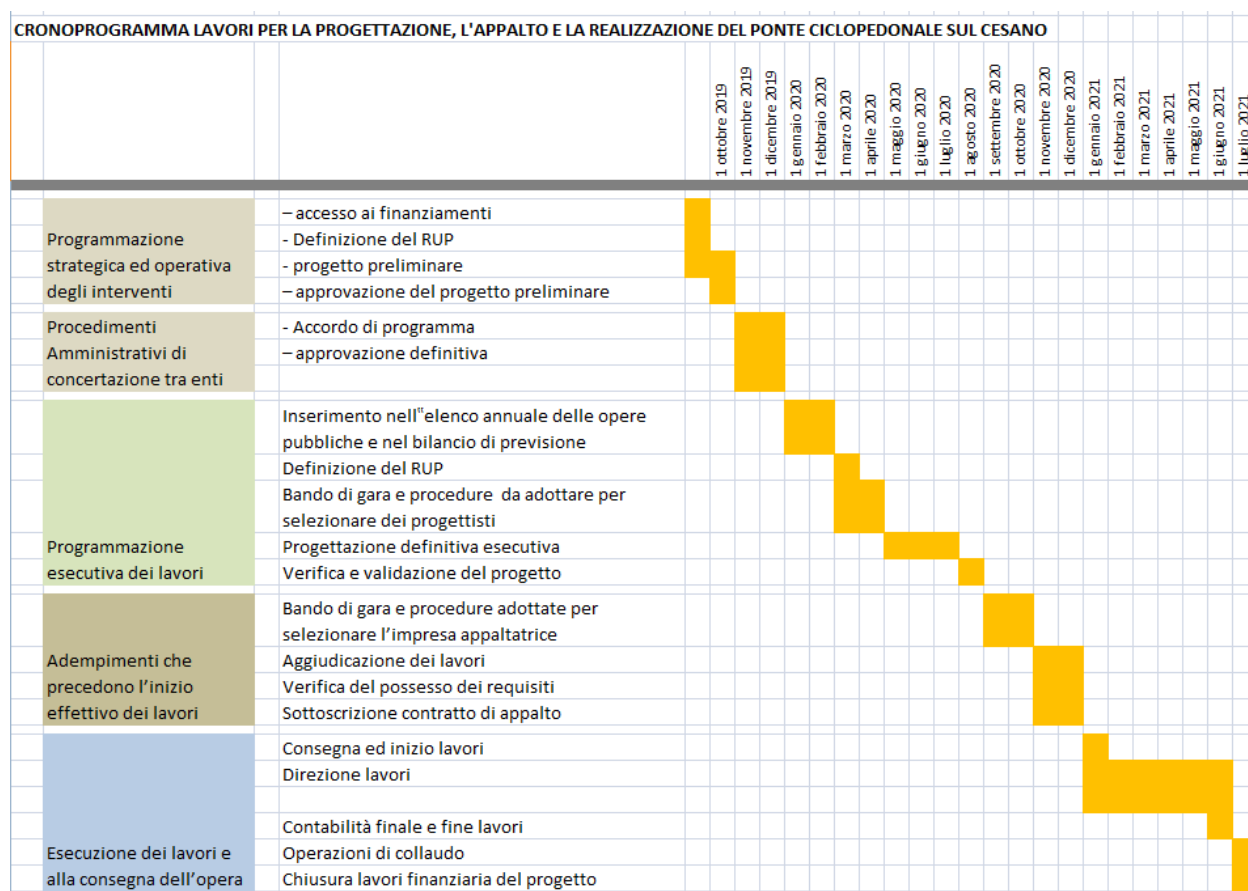 CRONOPROGRAMMA LAVORI PER LA PROGETTAZIONE, L'APPALTO E LA REALIZZAZIONE DEL PONTE CICLOPEDONALE SUL CESANO
1 ottobre 2019
1 novembre 2019
1 dicembre 2019
1 gennaio 2020
1 febbraio 2020
1 marzo 2020
1 aprile 2020
1 maggio 2020
1 giugno 2020
1 luglio 2020
1 agosto 2020
1 settembre 2020
1 ottobre 2020
1 novembre 2020
1 dicembre 2020
1 gennaio 2021
1 febbraio 2021
1 marzo 2021
1 aprile 2021
1 maggio 2021
1 giugno 2021
1 luglio 2021
Programmazione
strategica ed operativa
degli interventi
– accesso ai finanziamenti
- Definizione del RUP
- progetto preliminare
– approvazione del progetto preliminare
Procedimenti
Amministrativi di
concertazione tra enti
- Accordo di programma
– approvazione definitiva
Programmazione
esecutiva dei lavori
Inserimento nell‟elenco annuale delle opere
pubbliche e nel bilancio di previsione
Definizione del RUP
Bando di gara e procedure da adottare per
selezionare dei progettisti
Progettazione definitiva esecutiva
Verifica e validazione del progetto
Adempimenti che
precedono l’inizio
effettivo dei lavori
Bando di gara e procedure adottate per
selezionare l’impresa appaltatrice
Aggiudicazione dei lavori
Verifica del possesso dei requisiti
Sottoscrizione contratto di appalto
Esecuzione dei lavori e
alla consegna dell’opera
Consegna ed inizio lavori
Direzione lavori
Contabilità finale e fine lavori
Operazioni di collaudo
Chiusura lavori finanziaria del progetto